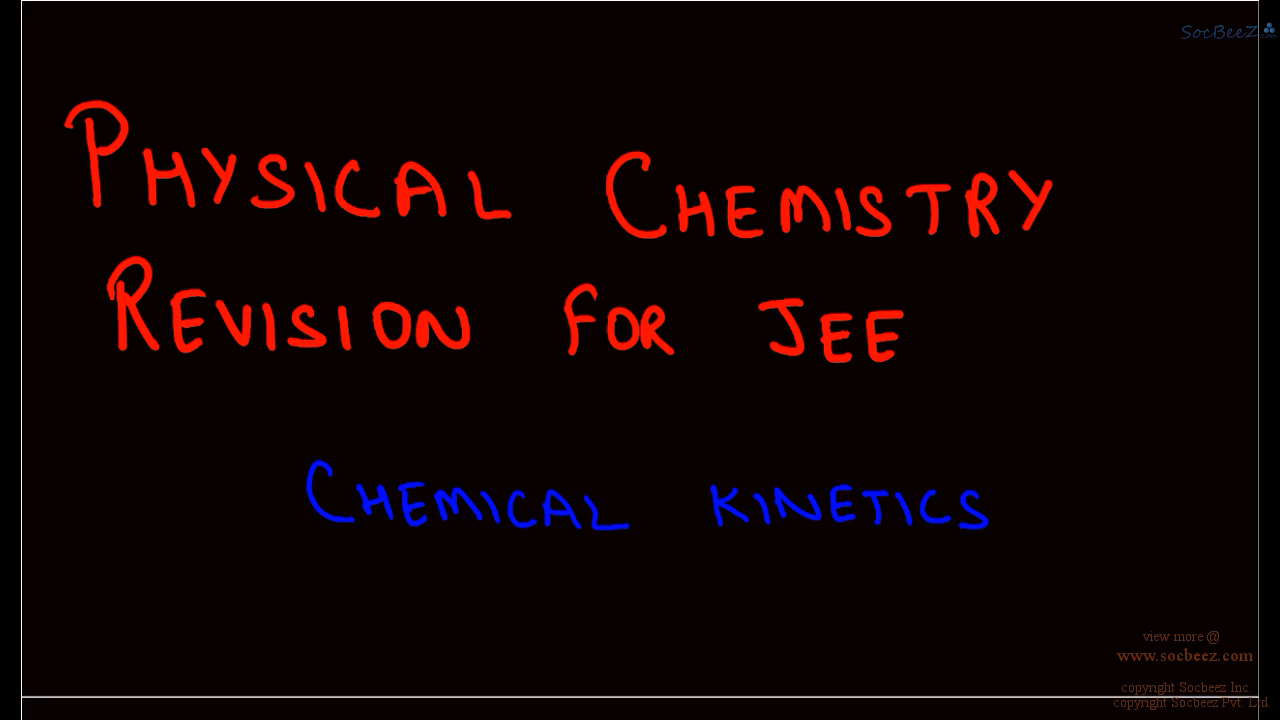 SocBeeZ
PHYSICAL CHEMISTRY
REVISION FOR JEE
CHEMICAL KINETICS
view more @
www.socbeez.com
copyright Socbeez Inc
copyright Socbeez Pvt Ltd